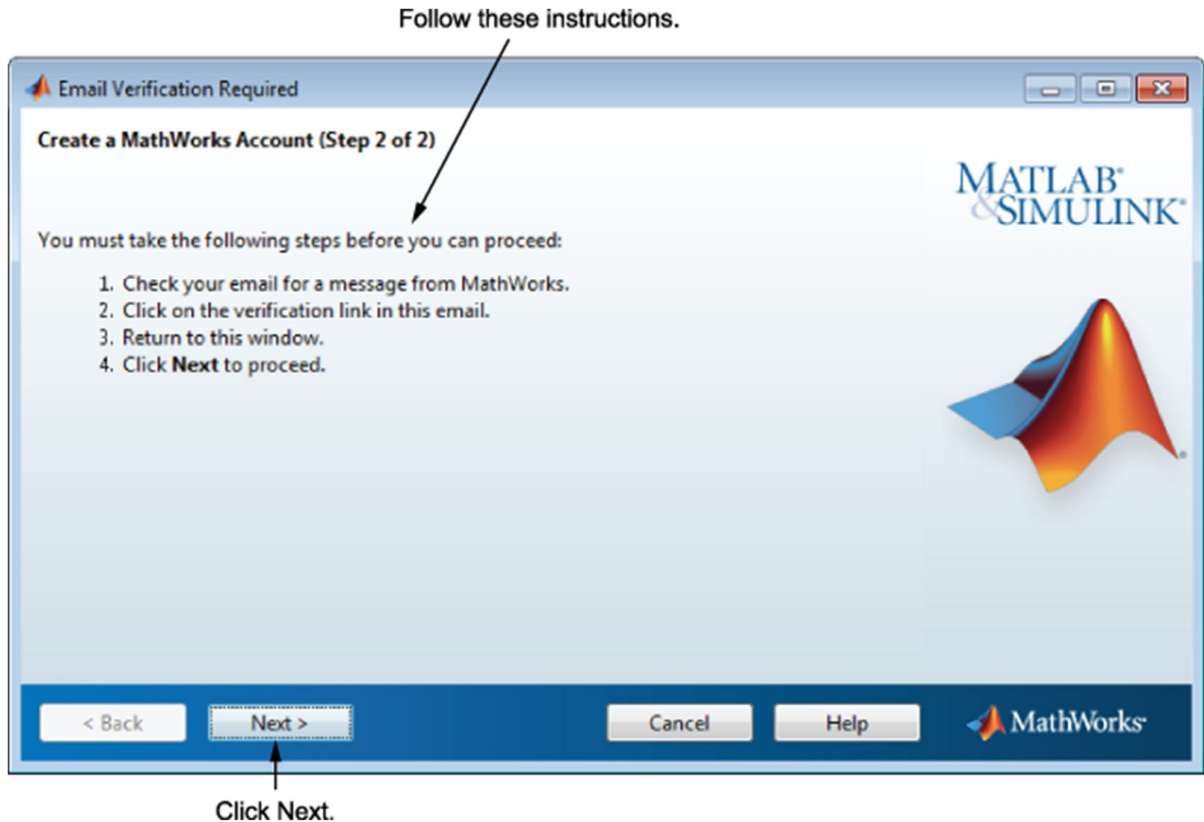 Follow these instructions.
Email Verification Required
Create a MathWorks Account (Step 2 of 2)
MATLAB®
&SIMULINK®
You must take the following steps before you can proceed:
1. Check your email for a message from MathWorks.
2. Click on the verification link in this email.
3. Return to this window.
4. Click Next to proceed.
®
< Back
Next >
Cancel
Help
MathWorks®
Click Next.